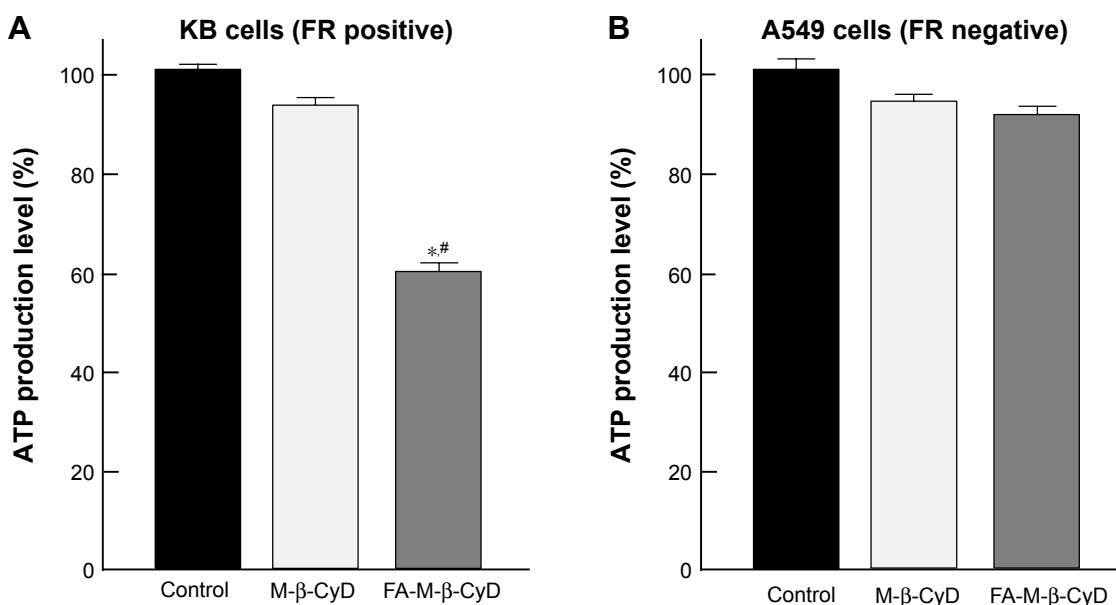 A
KB cells (FR positive)
ATP production level (%)
100
80
60
40
20
0
*,#
Control
M-β-CyD
FA-M-β-CyD
B
A549 cells (FR negative)
ATP production level (%)
100
80
60
40
20
0
Control
M-β-CyD
FA-M-β-CyD